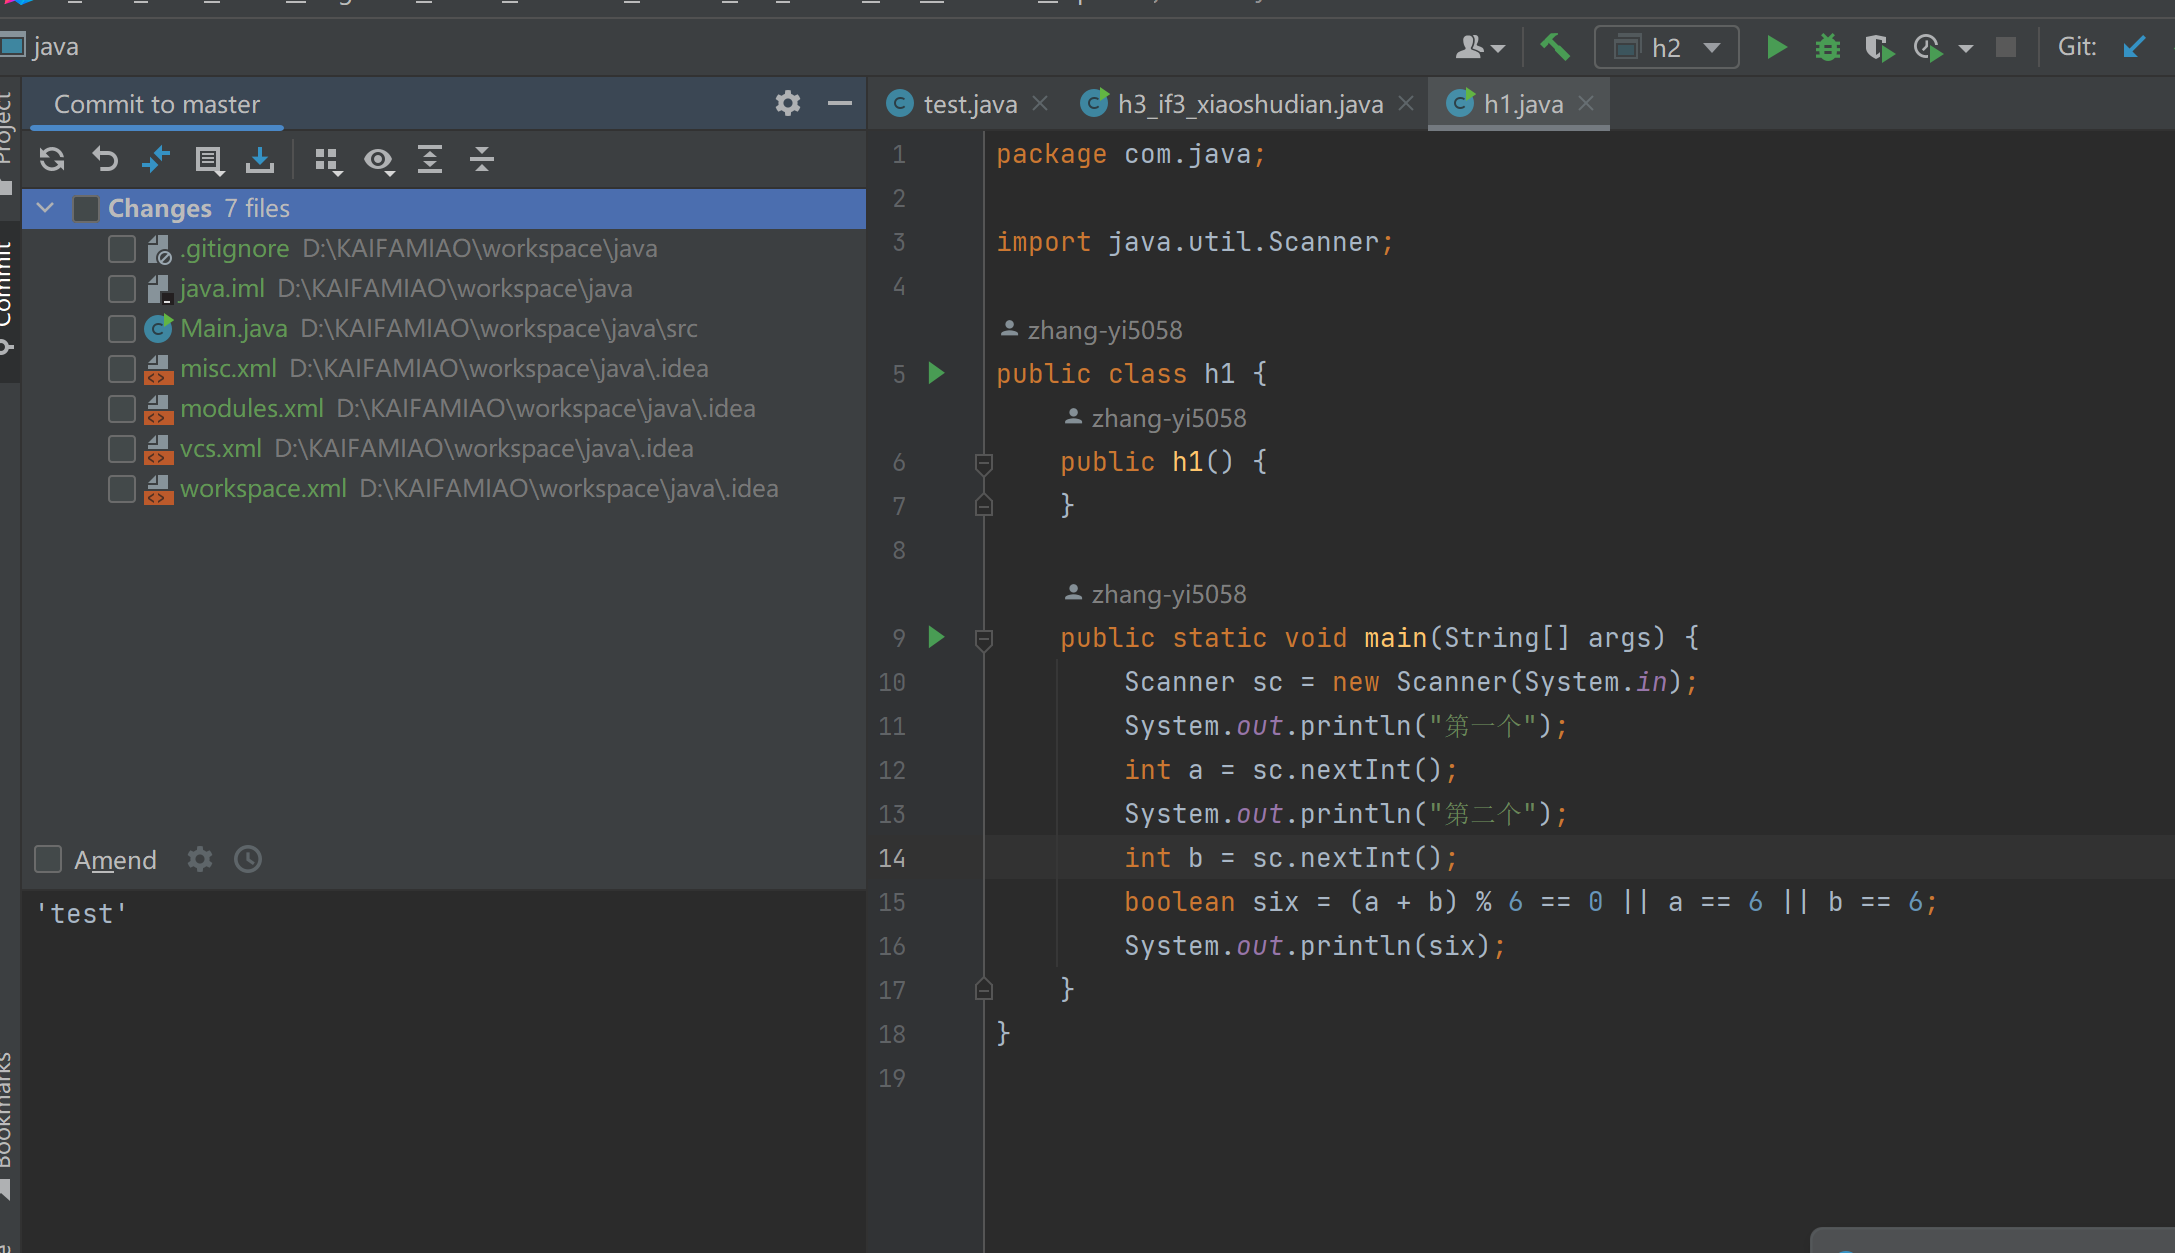 java
h2
Git:
Project
Commit
Bookmarks
Commit to master
Changes 7 files
.gitignore D:\KAIFAMIAO\workspace\java
java.iml D:\KAIFAMIAO\workspace\java
Main.java D:\KAIFAMIAO\workspace\java\src
misc.xml D:\KAIFAMIAO\workspace\java\.idea
modules.xml D:\KAIFAMIAO\workspace\java\.idea
vcs.xml D:\KAIFAMIAO\workspace\java\.idea
workspace.xml D:\KAIFAMIAO\workspace\java\.idea
Amend
'test'
test.java
h3_if3_xiaoshudian.java
h1.java
1 package com.java;
2
3 import java.util.Scanner;
4
zhang-yi5058
5 public class h1 {
zhang-yi5058
6 public h1() {
7 }
8
zhang-yi5058
9 public static void main(String[] args) {
10 Scanner sc = new Scanner(System.in);
11 System.out.println("第一个");
12 int a = sc.nextInt();
13 System.out.println("第二个");
14 int b = sc.nextInt();
15 boolean six = (a + b) % 6 == 0 || a == 6 || b == 6;
16 System.out.println(six);
17 }
18 }
19